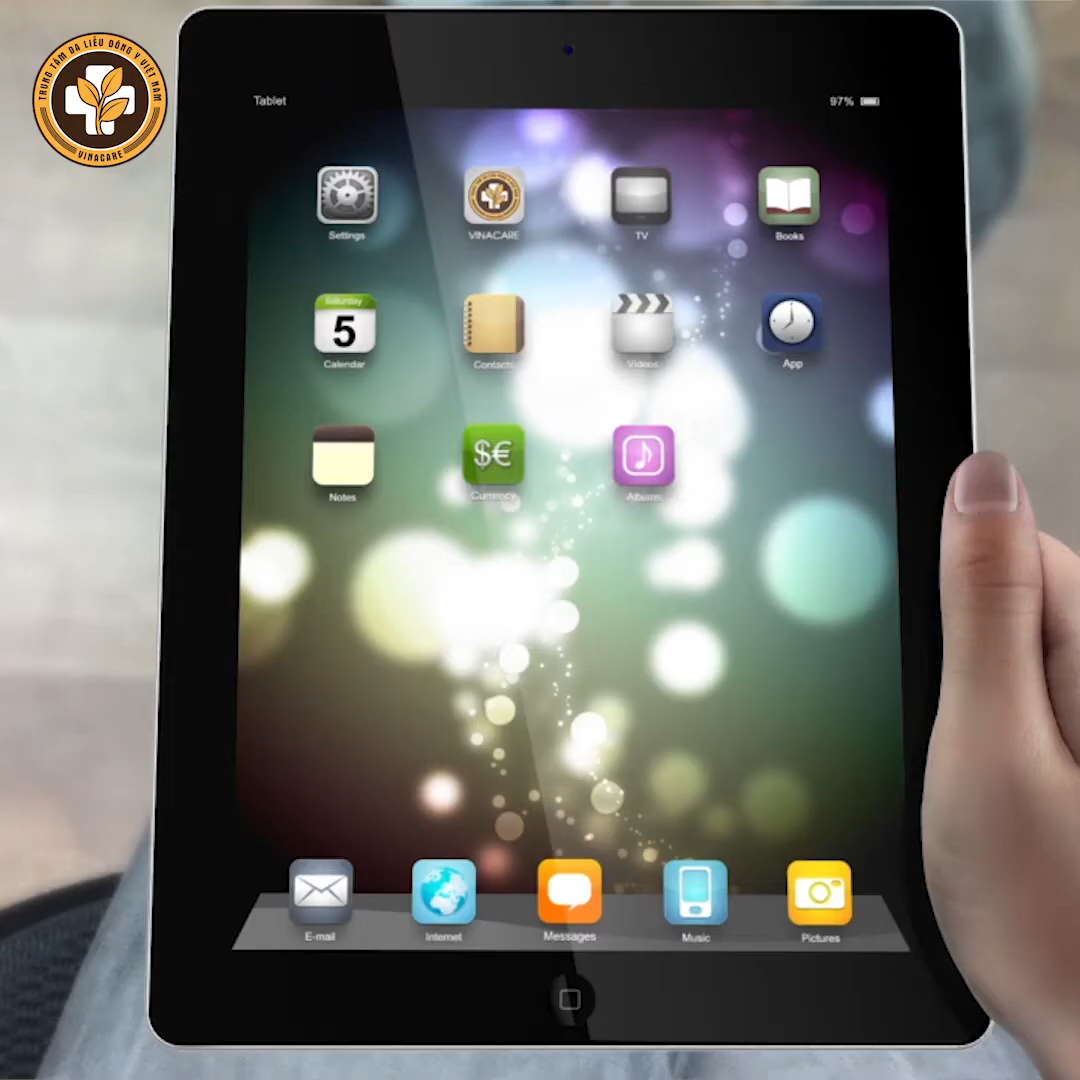 TRUNG TÂM DA LIỄU ĐÔNG Y VIỆT NAM
VINACARE
Tablet
97%
Settings
VINACARE
TV
Books
Saturday
5
Calendar
Contacts
Videos
App
Notes
$€
Currency
Albums
E-mail
Internet
Messages
Music
Pictures